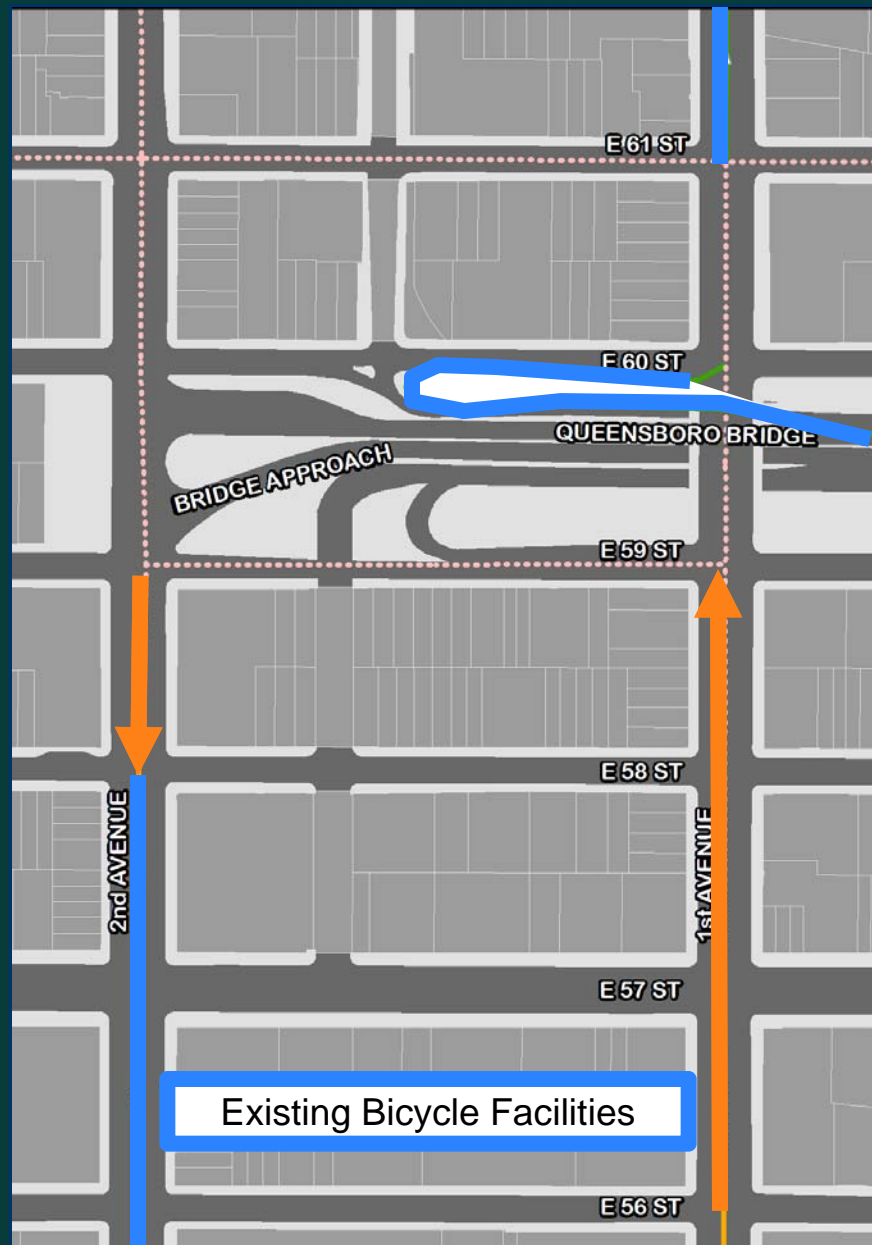 E 61 ST
E 60 ST
QUEENSBORO BRIDGE
BRIDGE APPROACH
E 59 ST
E 58 ST
2nd AVENUE
1st AVENUE
E 57 ST
Existing Bicycle Facilities
E 56 ST